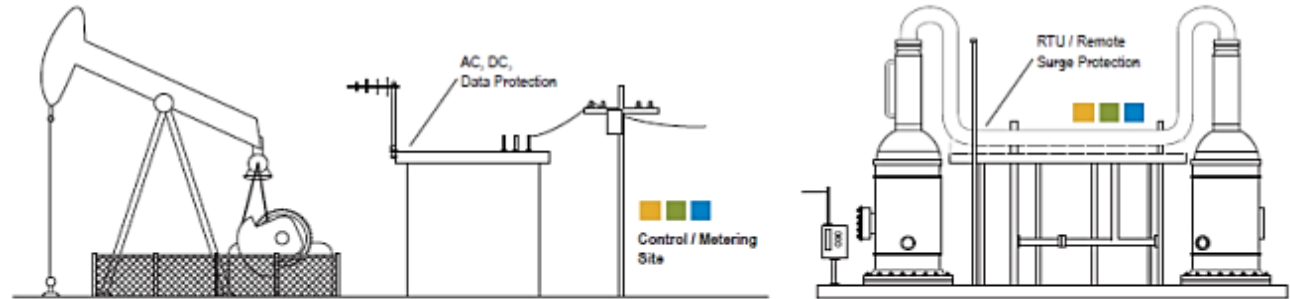 AC, DC,
Data Protection
Control / Metering
Site
RTU / Remote
Surge Protection